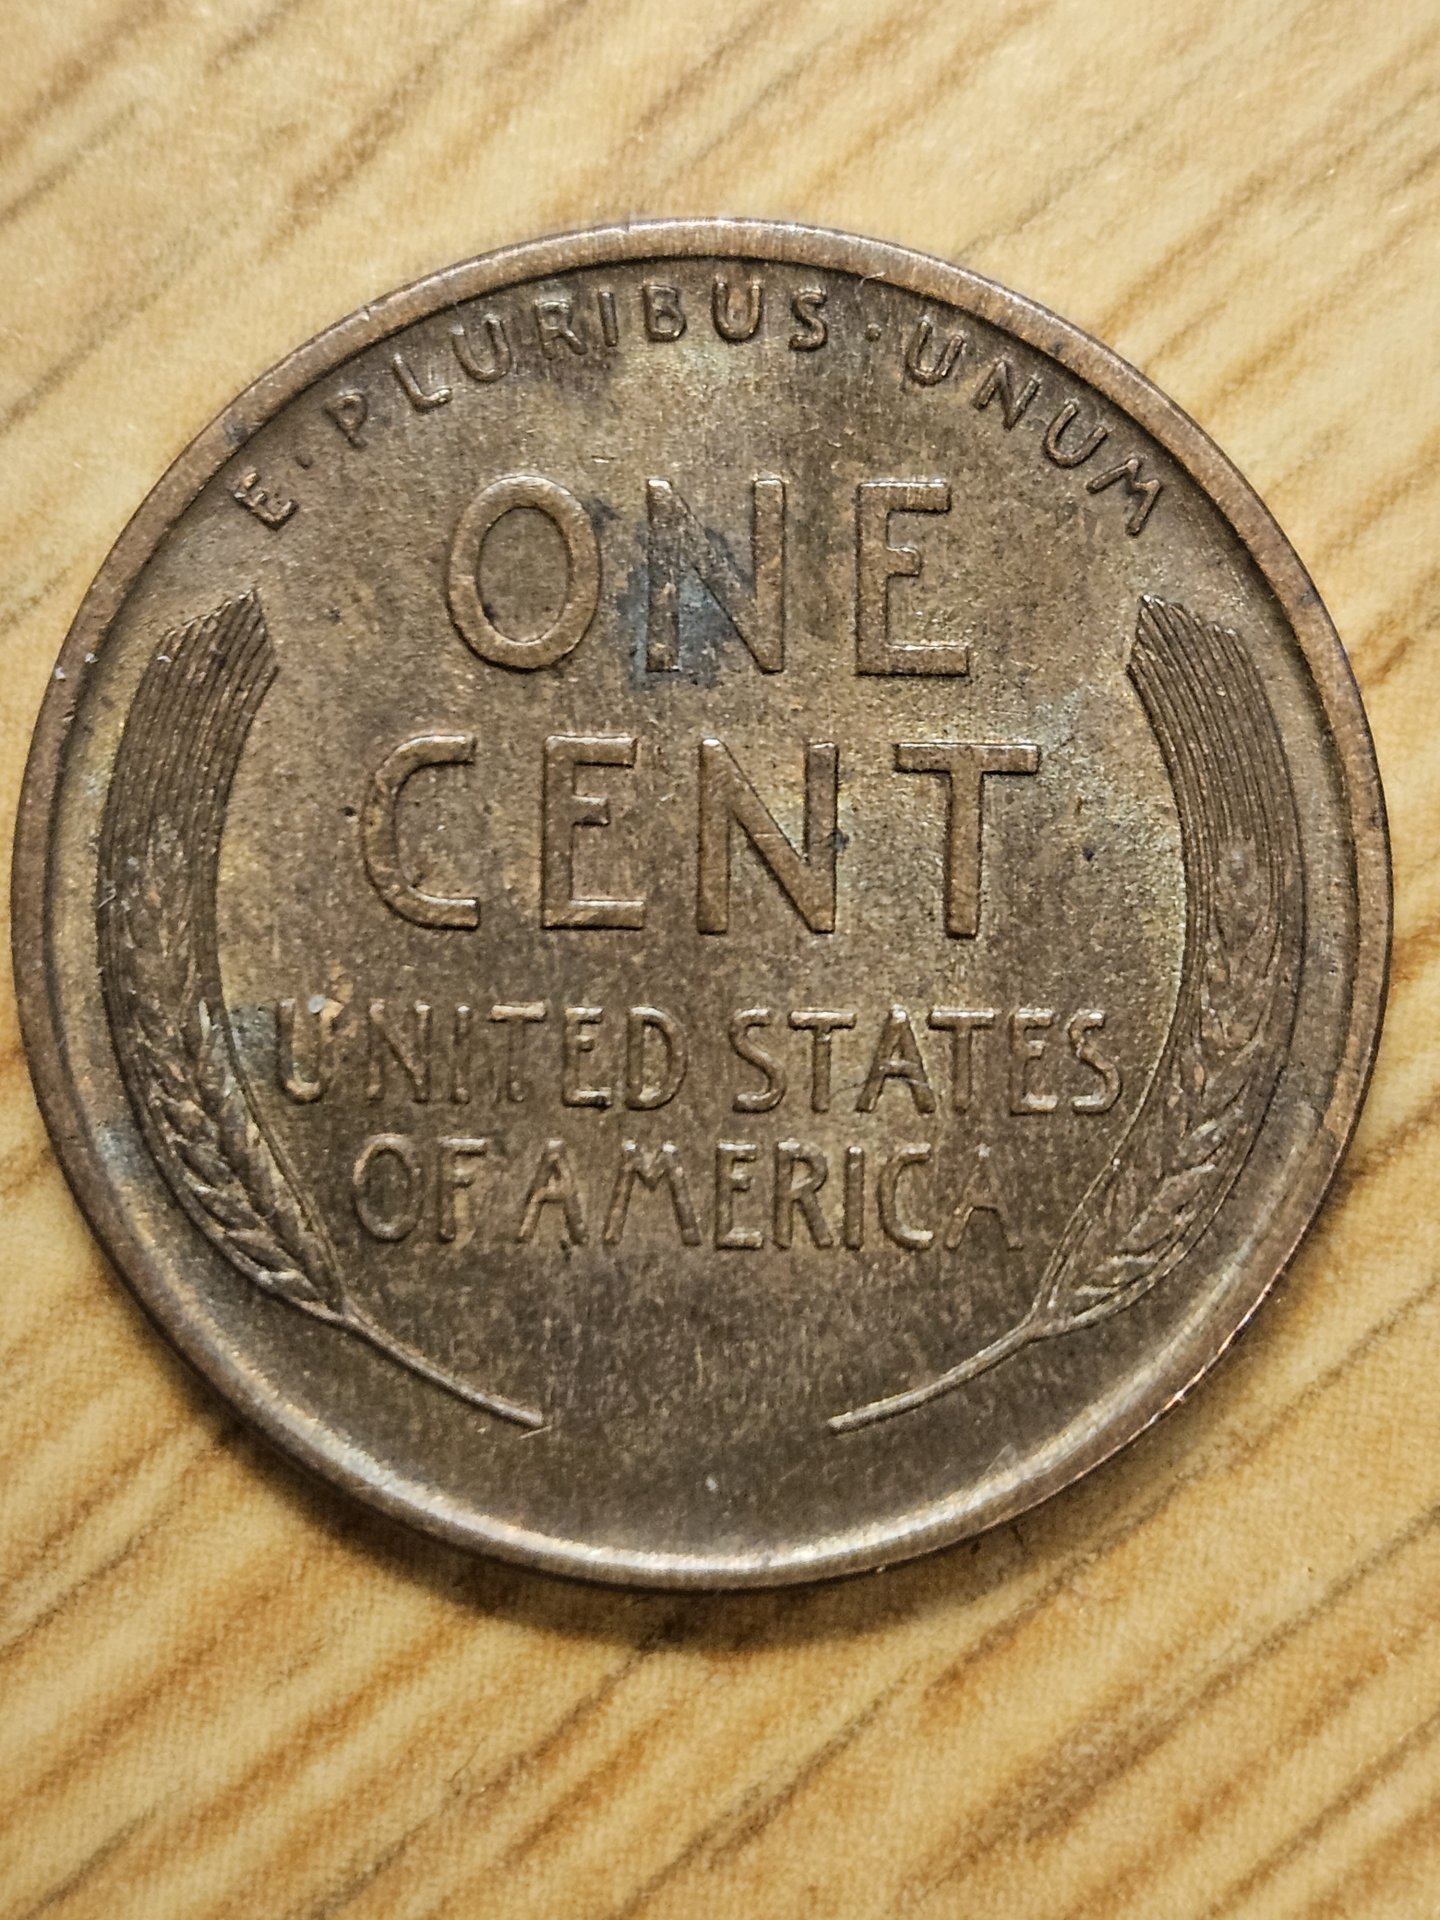 E·PLURIBUS·UNUM
ONE
CENT
UNITED STATES
OF AMERICA